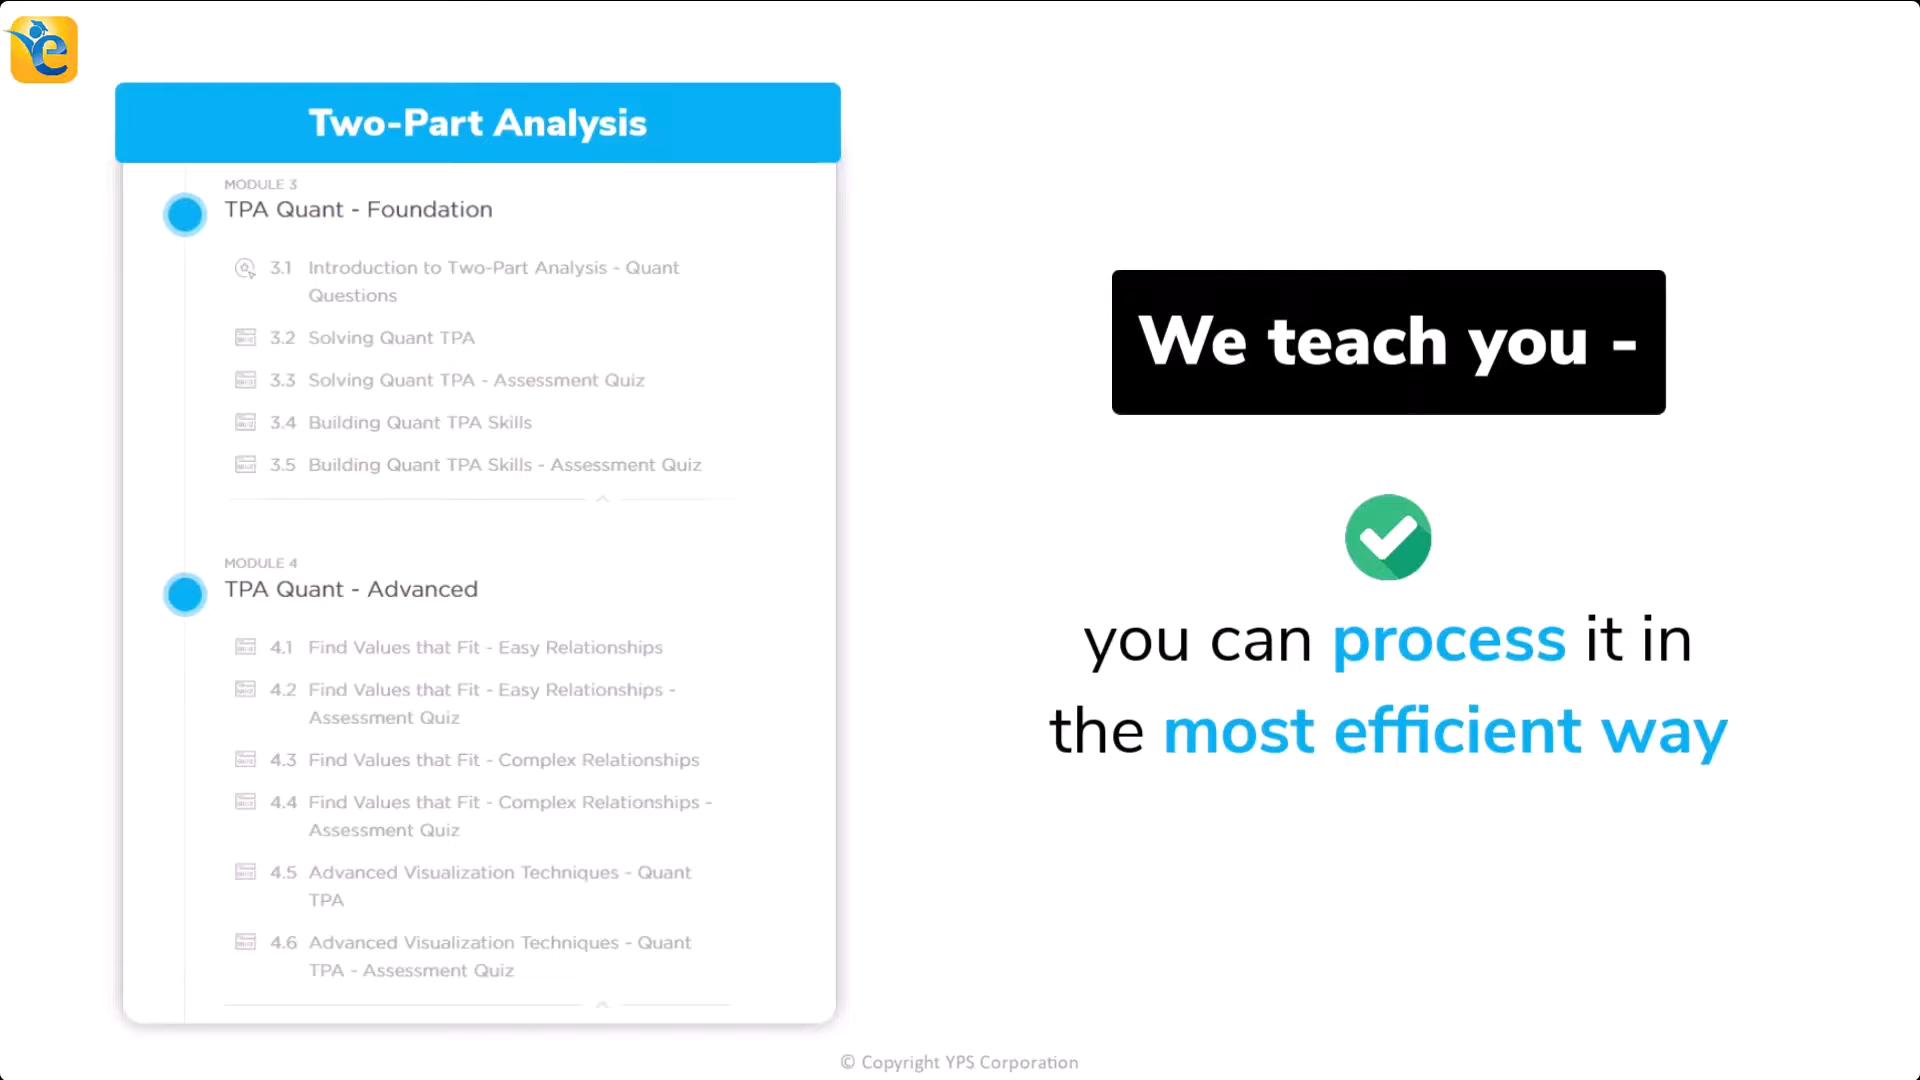 Two-Part Analysis
MODULE 3
TPA Quant - Foundation
3.1 Introduction to Two-Part Analysis - Quant
Questions
3.2 Solving Quant TPA
3.3 Solving Quant TPA - Assessment Quiz
3.4 Building Quant TPA Skills
3.5 Building Quant TPA Skills - Assessment Quiz
MODULE 4
TPA Quant - Advanced
4.1 Find Values that Fit - Easy Relationships
4.2 Find Values that Fit - Easy Relationships -
Assessment Quiz
4.3 Find Values that Fit - Complex Relationships
4.4 Find Values that Fit - Complex Relationships -
Assessment Quiz
4.5 Advanced Visualization Techniques - Quant
TPA
4.6 Advanced Visualization Techniques - Quant
TPA - Assessment Quiz
We teach you -
you can process it in
the most efficient way
© Copyright YPS Corporation